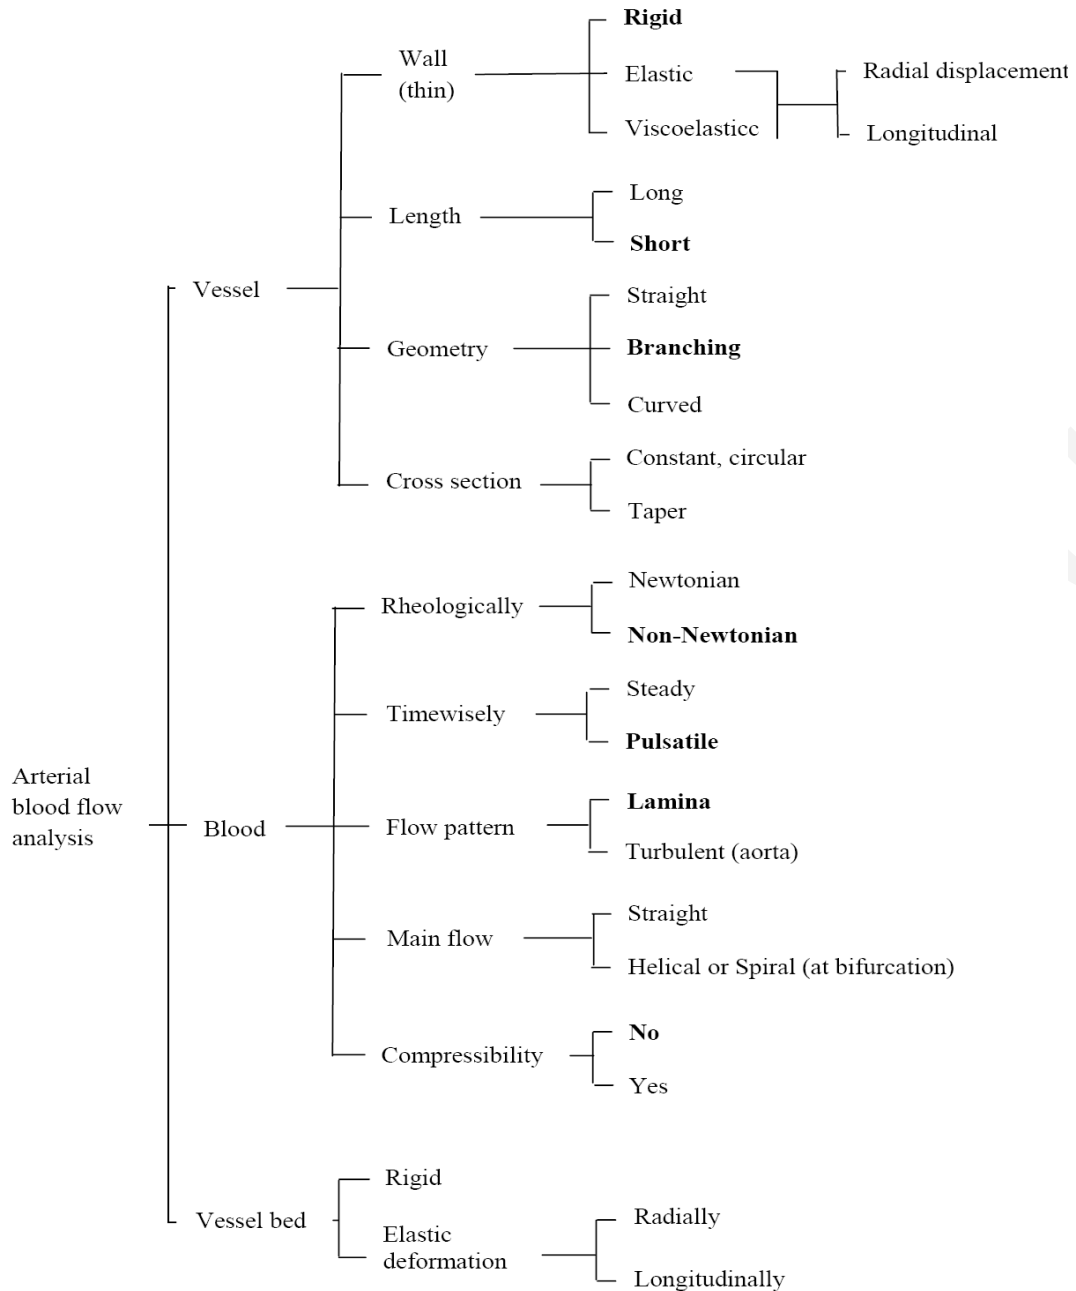 Rigid
Wall
(thin)
Elastic
Radial displacement
Viscoelasticc
Longitudinal
Long
Length
Short
Vessel
Straight
Geometry
Branching
Curved
Constant, circular
Cross section
Taper
Newtonian
Rheologically
Non-Newtonian
Steady
Timewisely
Pulsatile
Arterial
blood flow
analysis
Lamina
Blood
Flow pattern
Turbulent (aorta)
Straight
Main flow
Helical or Spiral (at bifurcation)
No
Compressibility
Yes
Rigid
Vessel bed
Radially
Elastic
deformation
Longitudinally